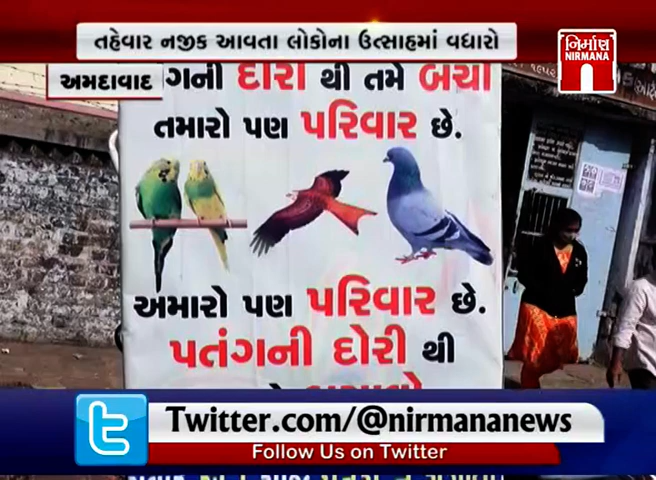 તહેવાર નજીક આવતા લોકોના ઉત્સાહમાં વધારો
નિર્માણ
NIRMANA
અમદાવાદ
ગની દોરી થી તમે બચો
તમારો પણ પરિવાર છે.
અમારો પણ પરિવાર છે.
પતંગની દોરી થી
Twitter.com/@nirmananews
Follow Us on Twitter